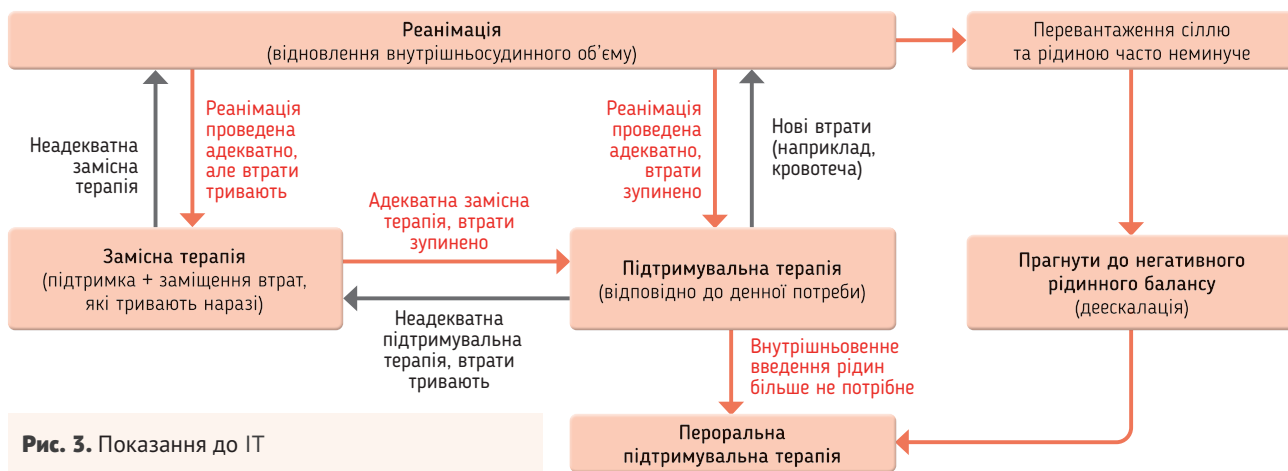 Реанімація
(відновлення внутрішньосудинного об’єму)
Перевантаження сіллю
та рідиною часто неминуче
Неадекватна
замісна
терапія
Реанімація
проведена
адекватно,
але втрати
тривають
Реанімація
проведена
адекватно,
втрати
зупинено
Нові втрати
(наприклад,
кровотеча)
Адекватна замісна
терапія, втрати
зупинено
Замісна терапія
(підтримка + заміщення втрат,
які тривають наразі)
Підтримувальна терапія
(відповідно до денної потреби)
Прагнути до негативного
рідинного балансу
(деескалація)
Неадекватна
підтримувальна
терапія, втрати
тривають
Внутрішньовенне
введення рідин
більше не потрібне
Пероральна
підтримувальна терапія
Рис. 3. Показання до ІТ